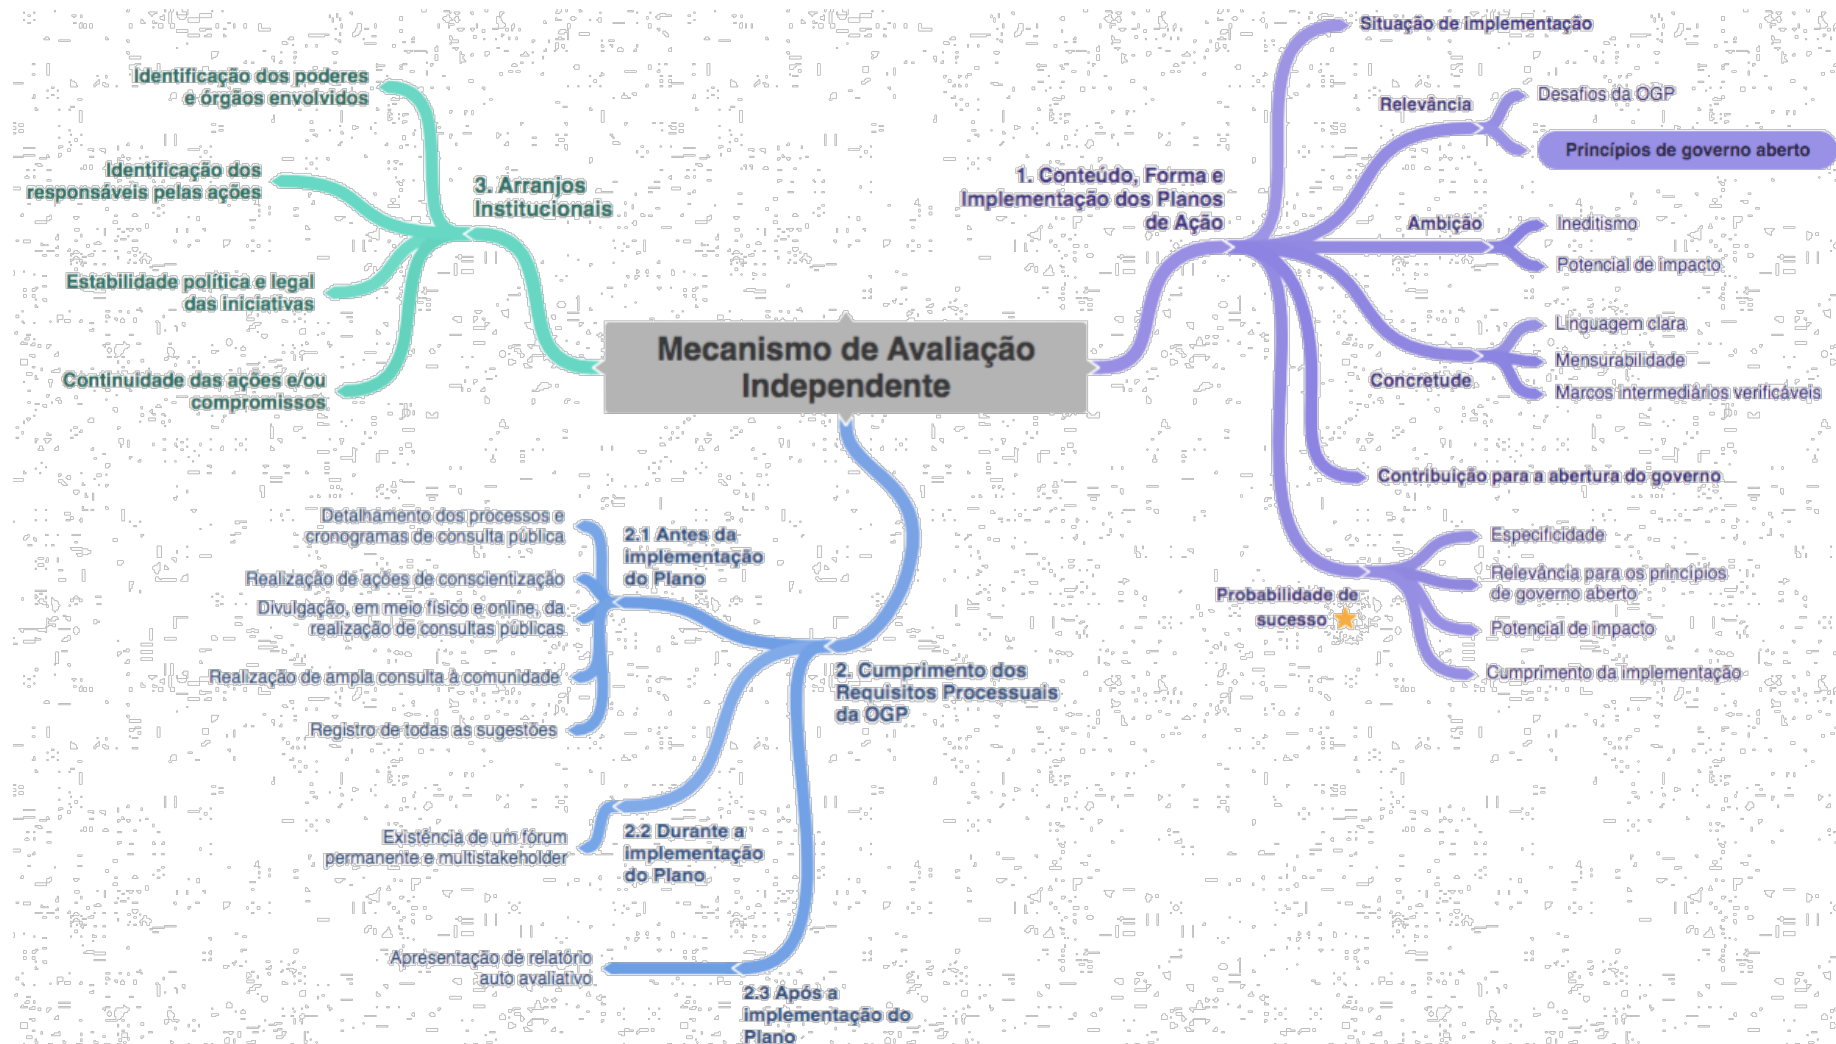 Mecanismo de Avaliação
Independente
1. Conteúdo, Forma e
Implementação dos Planos
de Ação
Situação de implementação
Relevância
Desafios da OGP
Princípios de governo aberto
Ambição
Ineditismo
Potencial de impacto
Concretude
Linguagem clara
Mensurabilidade
Marcos intermediários verificáveis
Contribuição para a abertura do governo
Probabilidade de
sucesso
Especificidade
Relevância para os princípios
de governo aberto
Potencial de impacto
Cumprimento da implementação
2. Cumprimento dos
Requisitos Processuais
da OGP
2.1 Antes da
implementação
do Plano
Detalhamento dos processos e
cronogramas de consulta pública
Realização de ações de conscientização
Divulgação, em meio físico e online, da
realização de consultas públicas
Realização de ampla consulta à comunidade
Registro de todas as sugestões
2.2 Durante a
implementação
do Plano
Existência de um fórum
permanente e multistakeholder
2.3 Após a
implementação do
Plano
Apresentação de relatório
auto avaliativo
3. Arranjos
Institucionais
Identificação dos poderes
e órgãos envolvidos
Identificação dos
responsáveis pelas ações
Estabilidade política e legal
das iniciativas
Continuidade das ações e/ou
compromissos